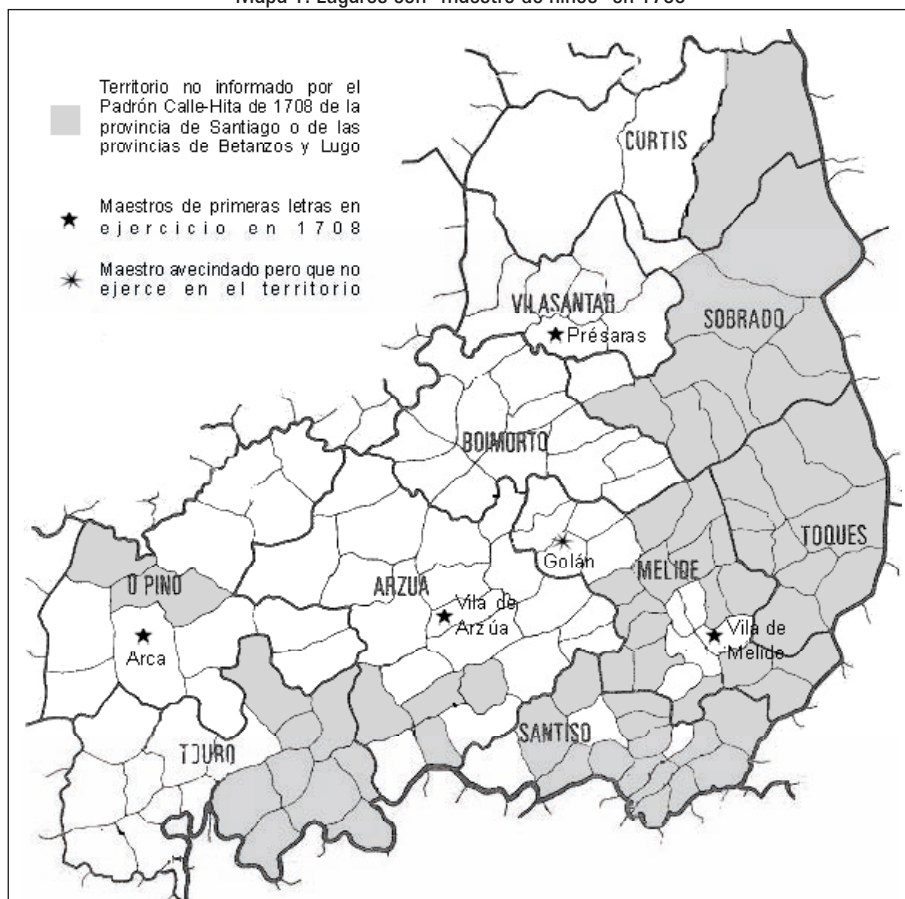 Mapa 1. Lugares con "maestro de niños" en 1708
Territorio no informado por el
Padrón Calle-Hita de 1708 de la
provincia de Santiago o de las
provincias de Betanzos y Lugo
Maestros de primeras letras en
ejercicio en 1708
Maestro avecindado pero que no
ejerce en el territorio
CURTIS
VILASANTAR
Présaras
SOBRADO
BOIMORTO
TOQUES
Golán
MELIDE
O PINO
ARZUA
Vila de
Arzúa
Arca
Vila de
Melide
SANTISO
TOURO